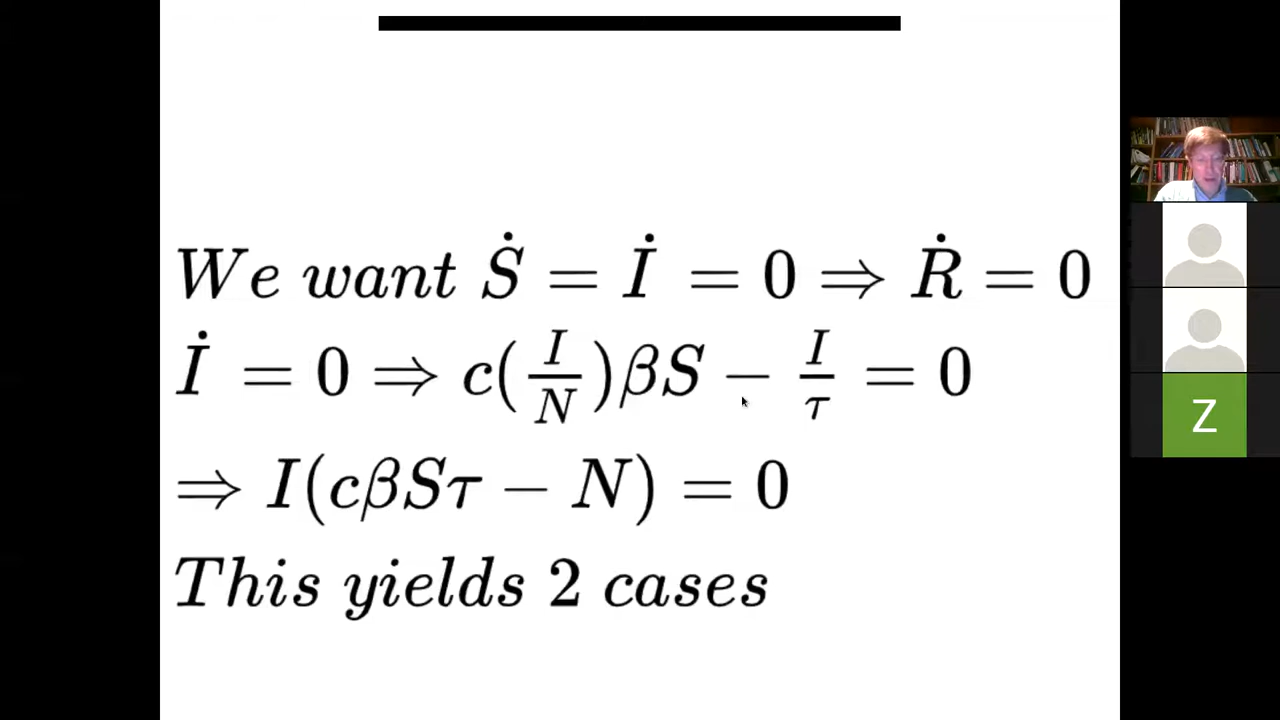 We want Ṡ = İ = 0 ⇒ Ṙ = 0
İ = 0 ⇒ c(I/N)βS − I/τ = 0
⇒ I(cβSτ − N) = 0
This yields 2 cases
Z